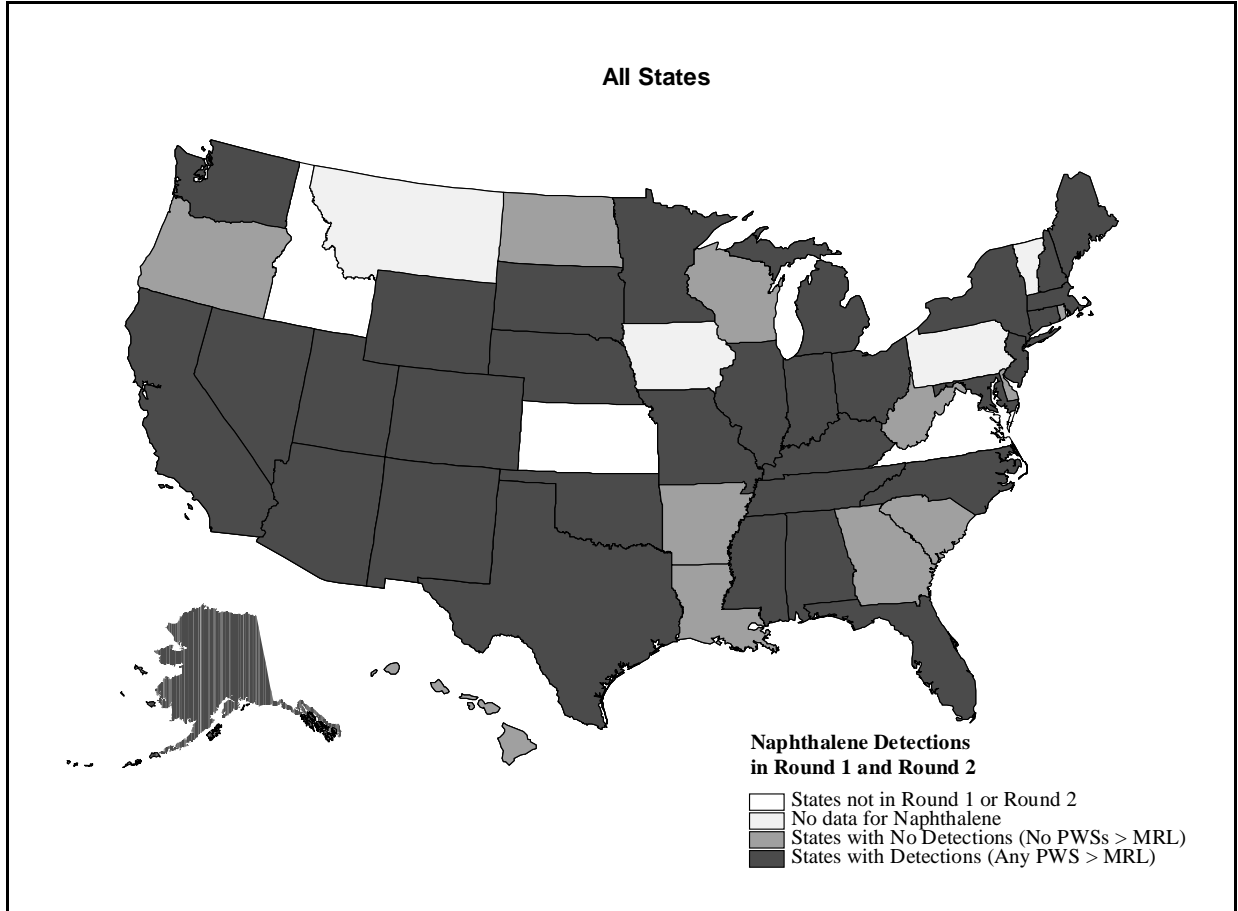 All States
Naphthalene Detections
in Round 1 and Round 2
States not in Round 1 or Round 2
No data for Naphthalene
States with No Detections (No PWSs > MRL)
States with Detections (Any PWS > MRL)